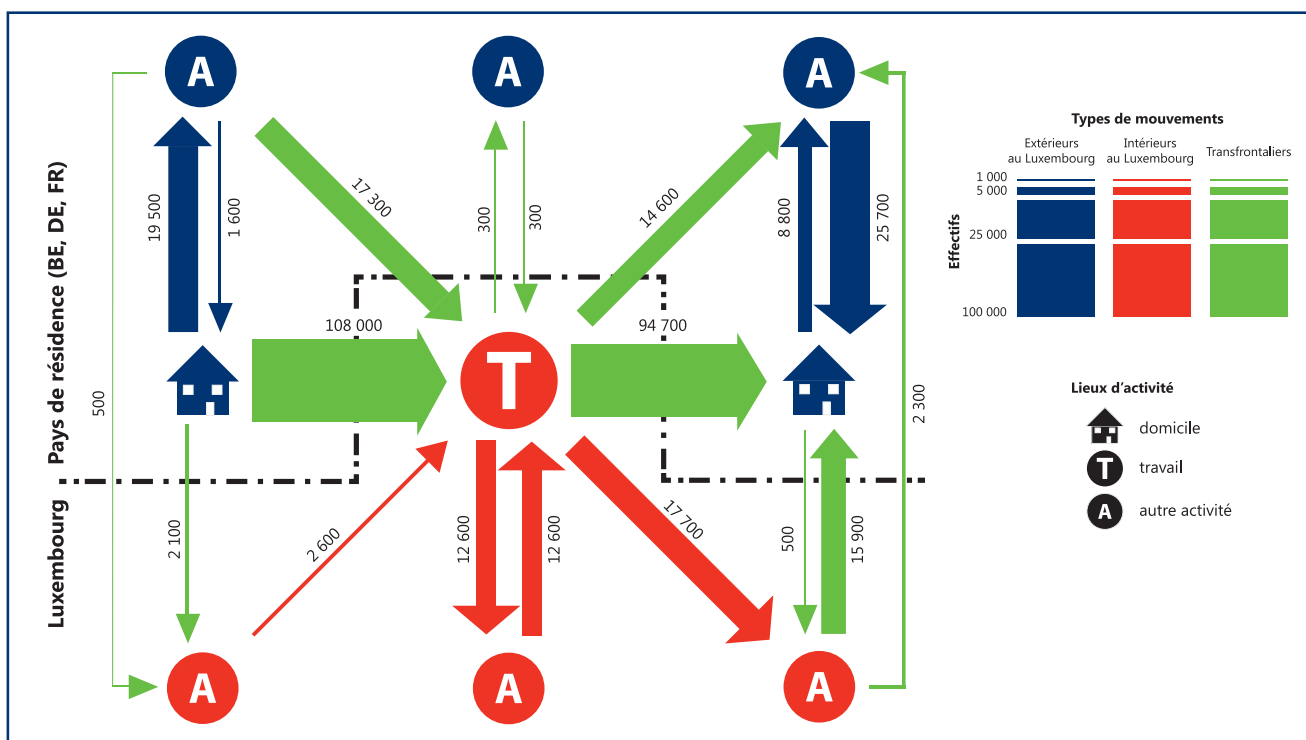 A
A
A
19 500
1 600
17 300
300
300
14 600
8 800
25 700
Pays de résidence (BE, DE, FR)
108 000
94 700
T
500
2 300
Luxembourg
2 100
2 600
12 600
12 600
17 700
500
15 900
A
A
A
Types de mouvements
Extérieurs
au Luxembourg
Intérieurs
au Luxembourg
Transfrontaliers
Effectifs
1 000
5 000
25 000
100 000
Lieux d'activité
domicile
T travail
A autre activité